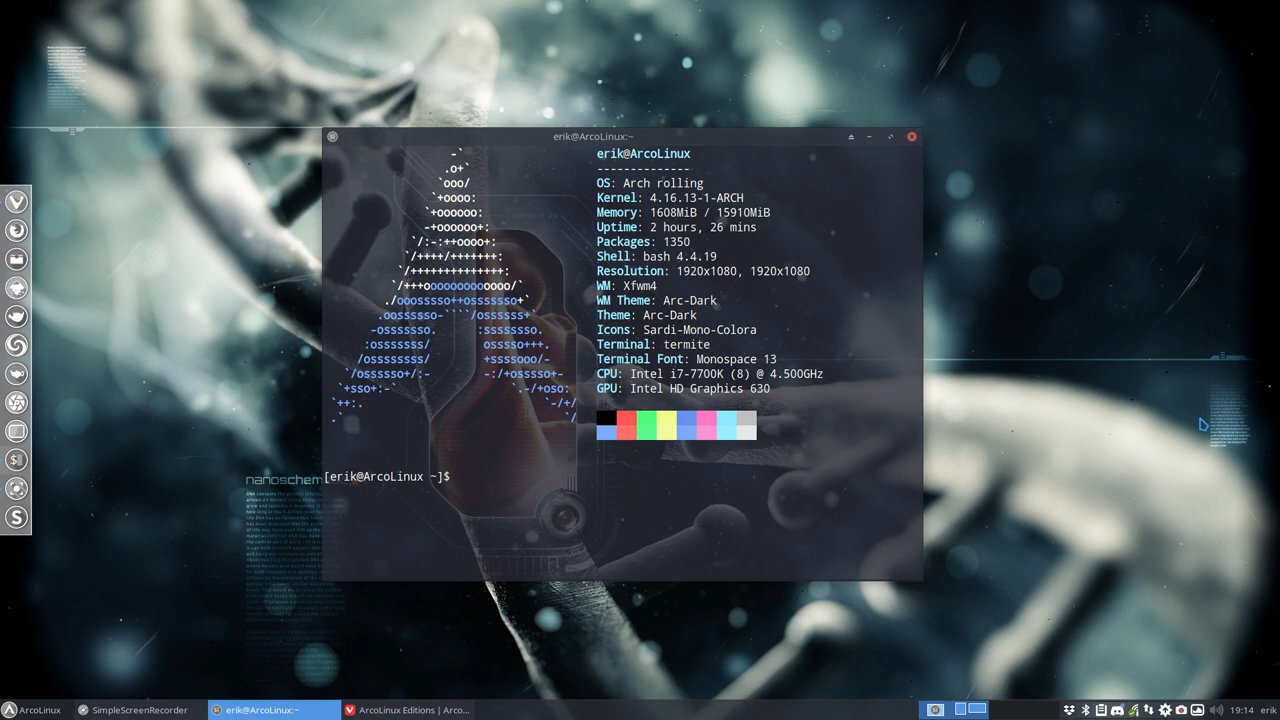 erik@ArcoLinux:~
erik@ArcoLinux
--------------
OS: Arch rolling
Kernel: 4.16.13-1-ARCH
Memory: 1608MiB / 15910MiB
Uptime: 2 hours, 26 mins
Packages: 1350
Shell: bash 4.4.19
Resolution: 1920x1080, 1920x1080
WM: Xfwm4
WM Theme: Arc-Dark
Theme: Arc-Dark
Icons: Sardi-Mono-Colora
Terminal: termite
Terminal Font: Monospace 13
CPU: Intel i7-7700K (8) @ 4.500GHz
GPU: Intel HD Graphics 630
[erik@ArcoLinux ~]$
nanoschem
ArcoLinux
SimpleScreenRecorder
erik@ArcoLinux:~
ArcoLinux Editions | Arco...
19:14
erik